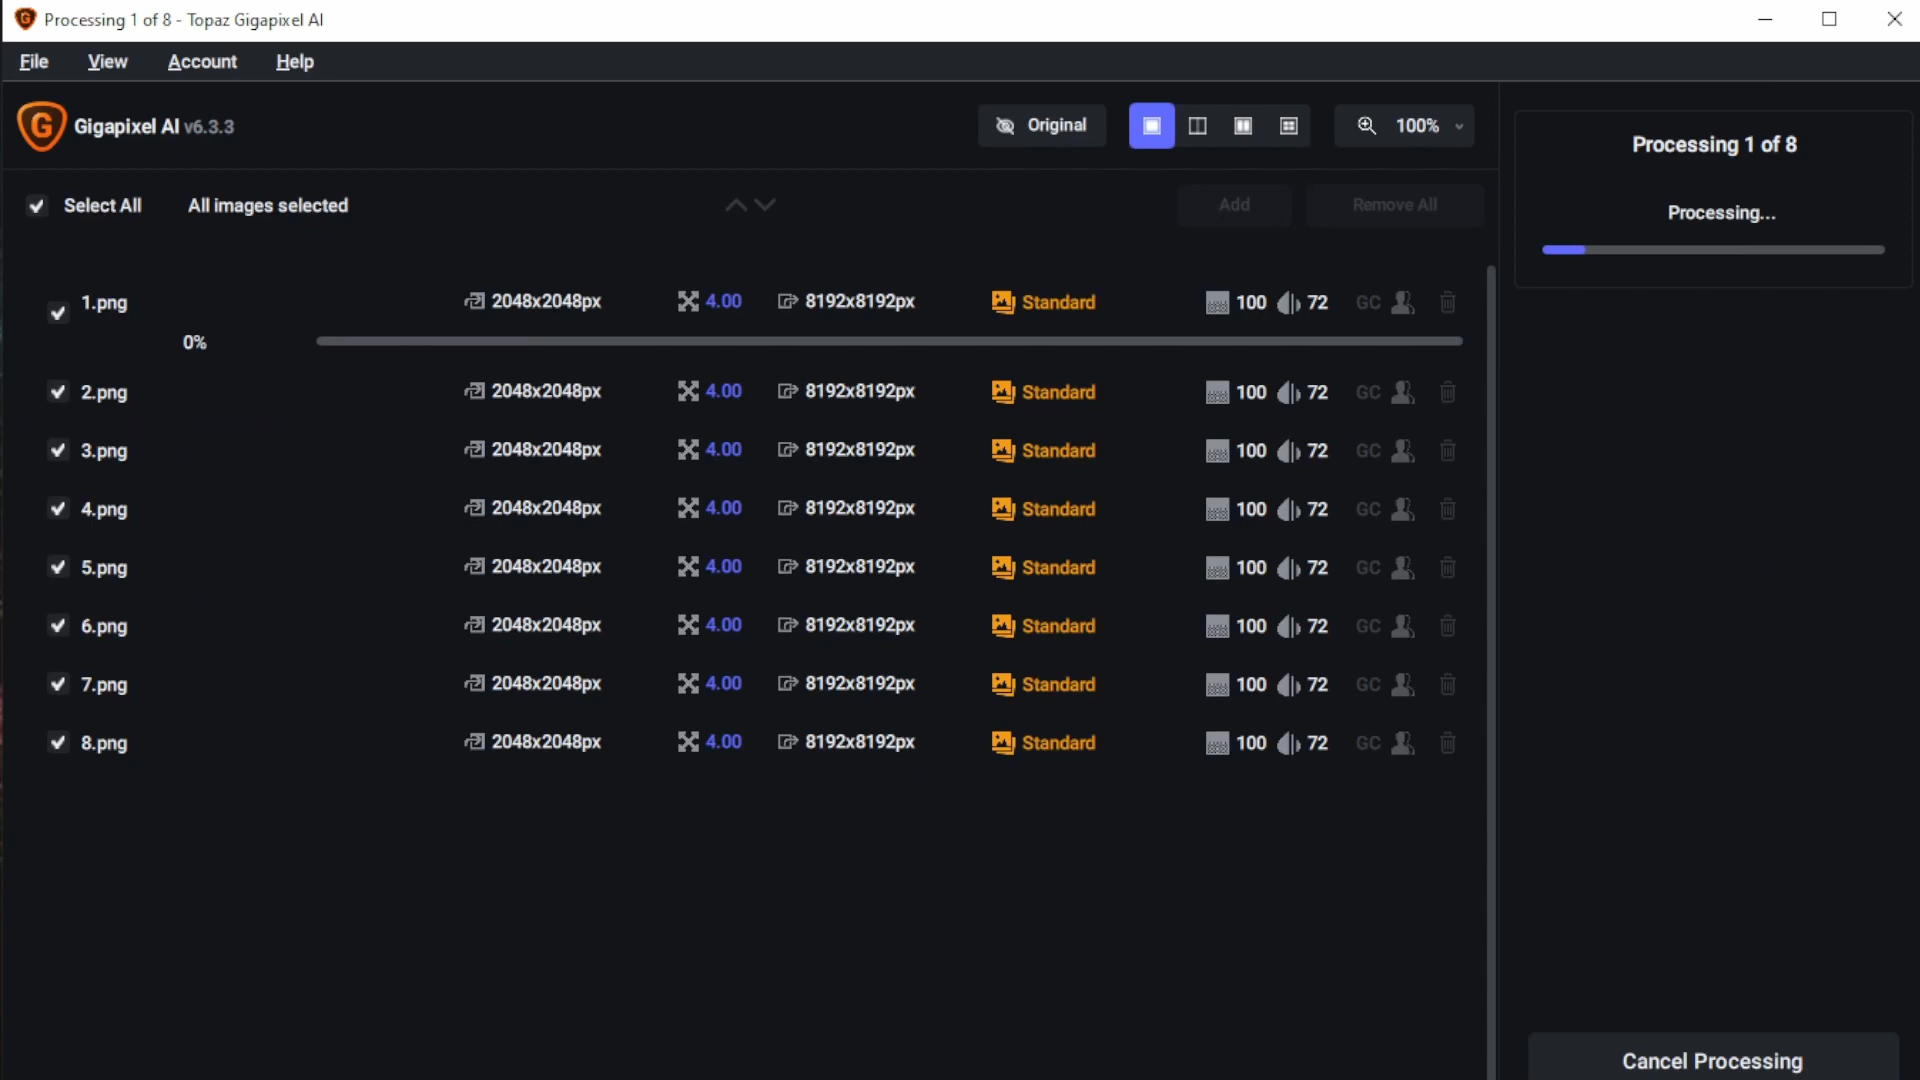 Processing 1 of 8 - Topaz Gigapixel AI
File View Account Help
G Gigapixel AI v6.3.3 Original 100%
Processing 1 of 8
Select All All images selected Add Remove All
Processing...
1.png 2048x2048px 4.00 8192x8192px Standard 100 72 GC
0%
2.png 2048x2048px 4.00 8192x8192px Standard 100 72 GC
3.png 2048x2048px 4.00 8192x8192px Standard 100 72 GC
4.png 2048x2048px 4.00 8192x8192px Standard 100 72 GC
5.png 2048x2048px 4.00 8192x8192px Standard 100 72 GC
6.png 2048x2048px 4.00 8192x8192px Standard 100 72 GC
7.png 2048x2048px 4.00 8192x8192px Standard 100 72 GC
8.png 2048x2048px 4.00 8192x8192px Standard 100 72 GC
Cancel Processing